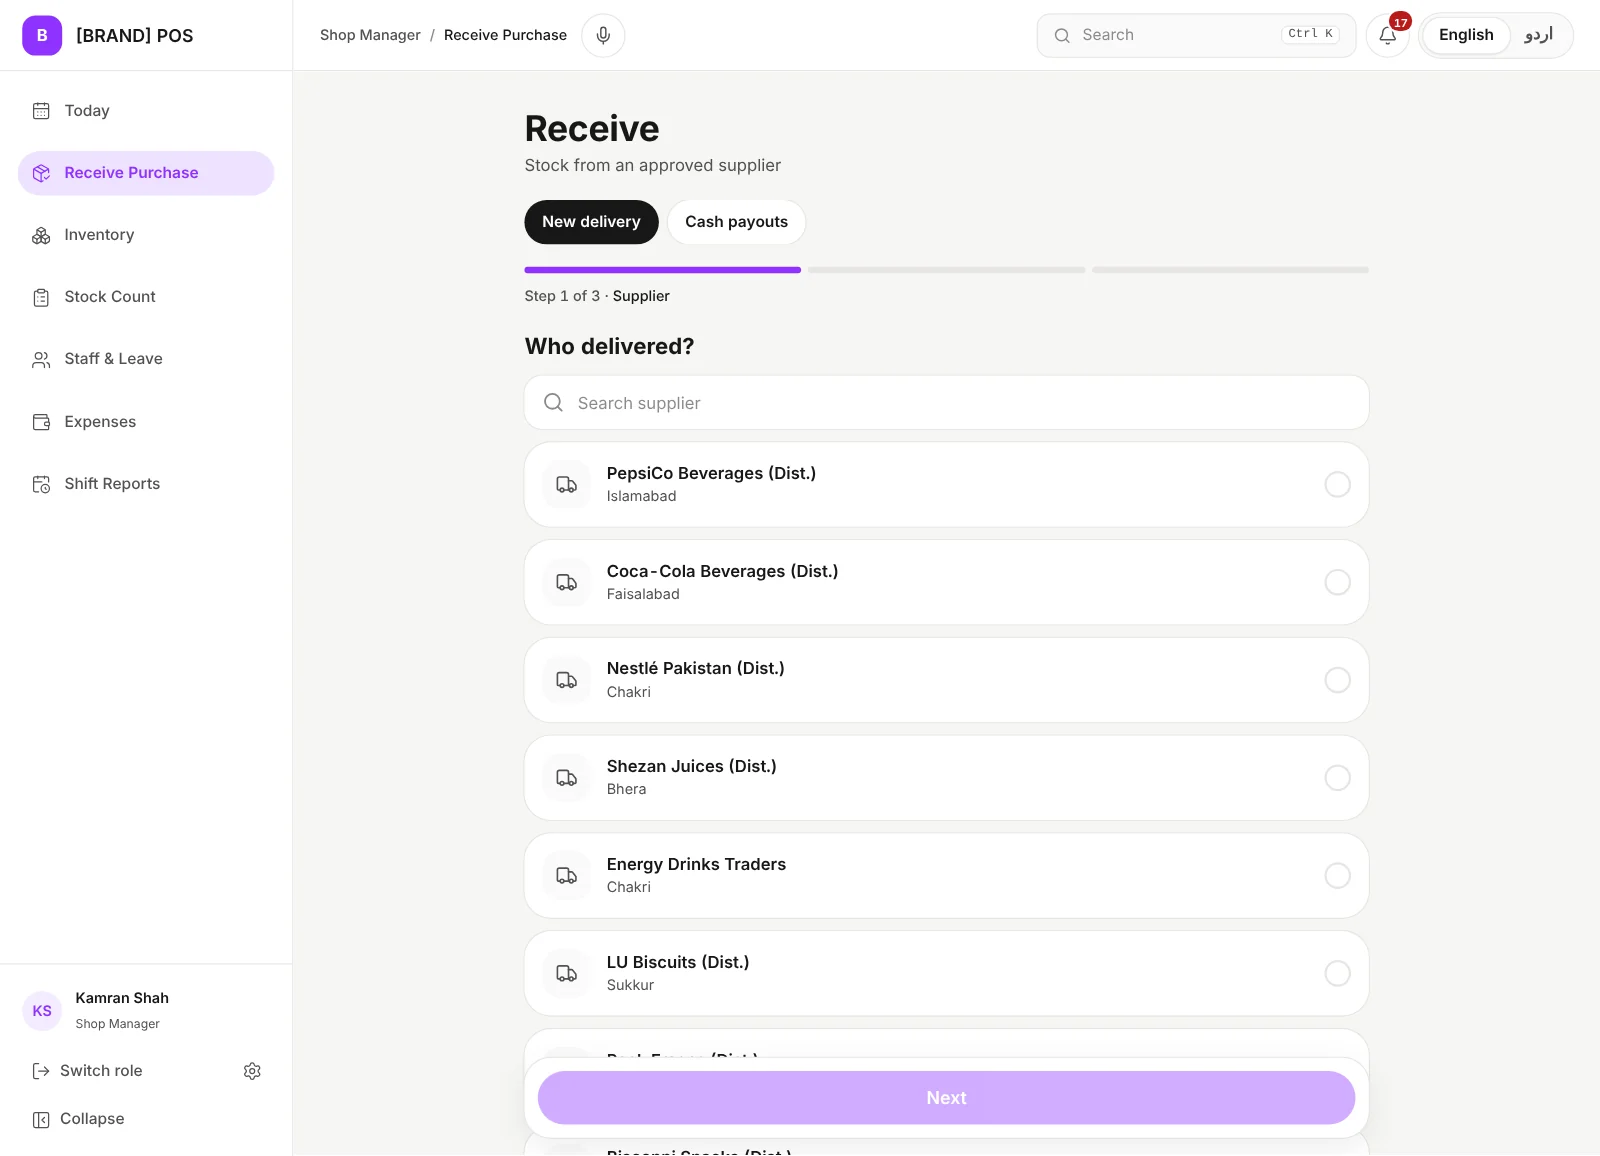 B [BRAND] POS
Shop Manager / Receive Purchase
Search Ctrl K
17
English اردو
Today
Receive Purchase
Inventory
Stock Count
Staff & Leave
Expenses
Shift Reports
KS
Kamran Shah
Shop Manager
Switch role
Collapse
Receive
Stock from an approved supplier
New delivery Cash payouts
Step 1 of 3 · Supplier
Who delivered?
Search supplier
PepsiCo Beverages (Dist.)
Islamabad
Coca-Cola Beverages (Dist.)
Faisalabad
Nestlé Pakistan (Dist.)
Chakri
Shezan Juices (Dist.)
Bhera
Energy Drinks Traders
Chakri
LU Biscuits (Dist.)
Sukkur
(Dist.)
Next
(Dist.)